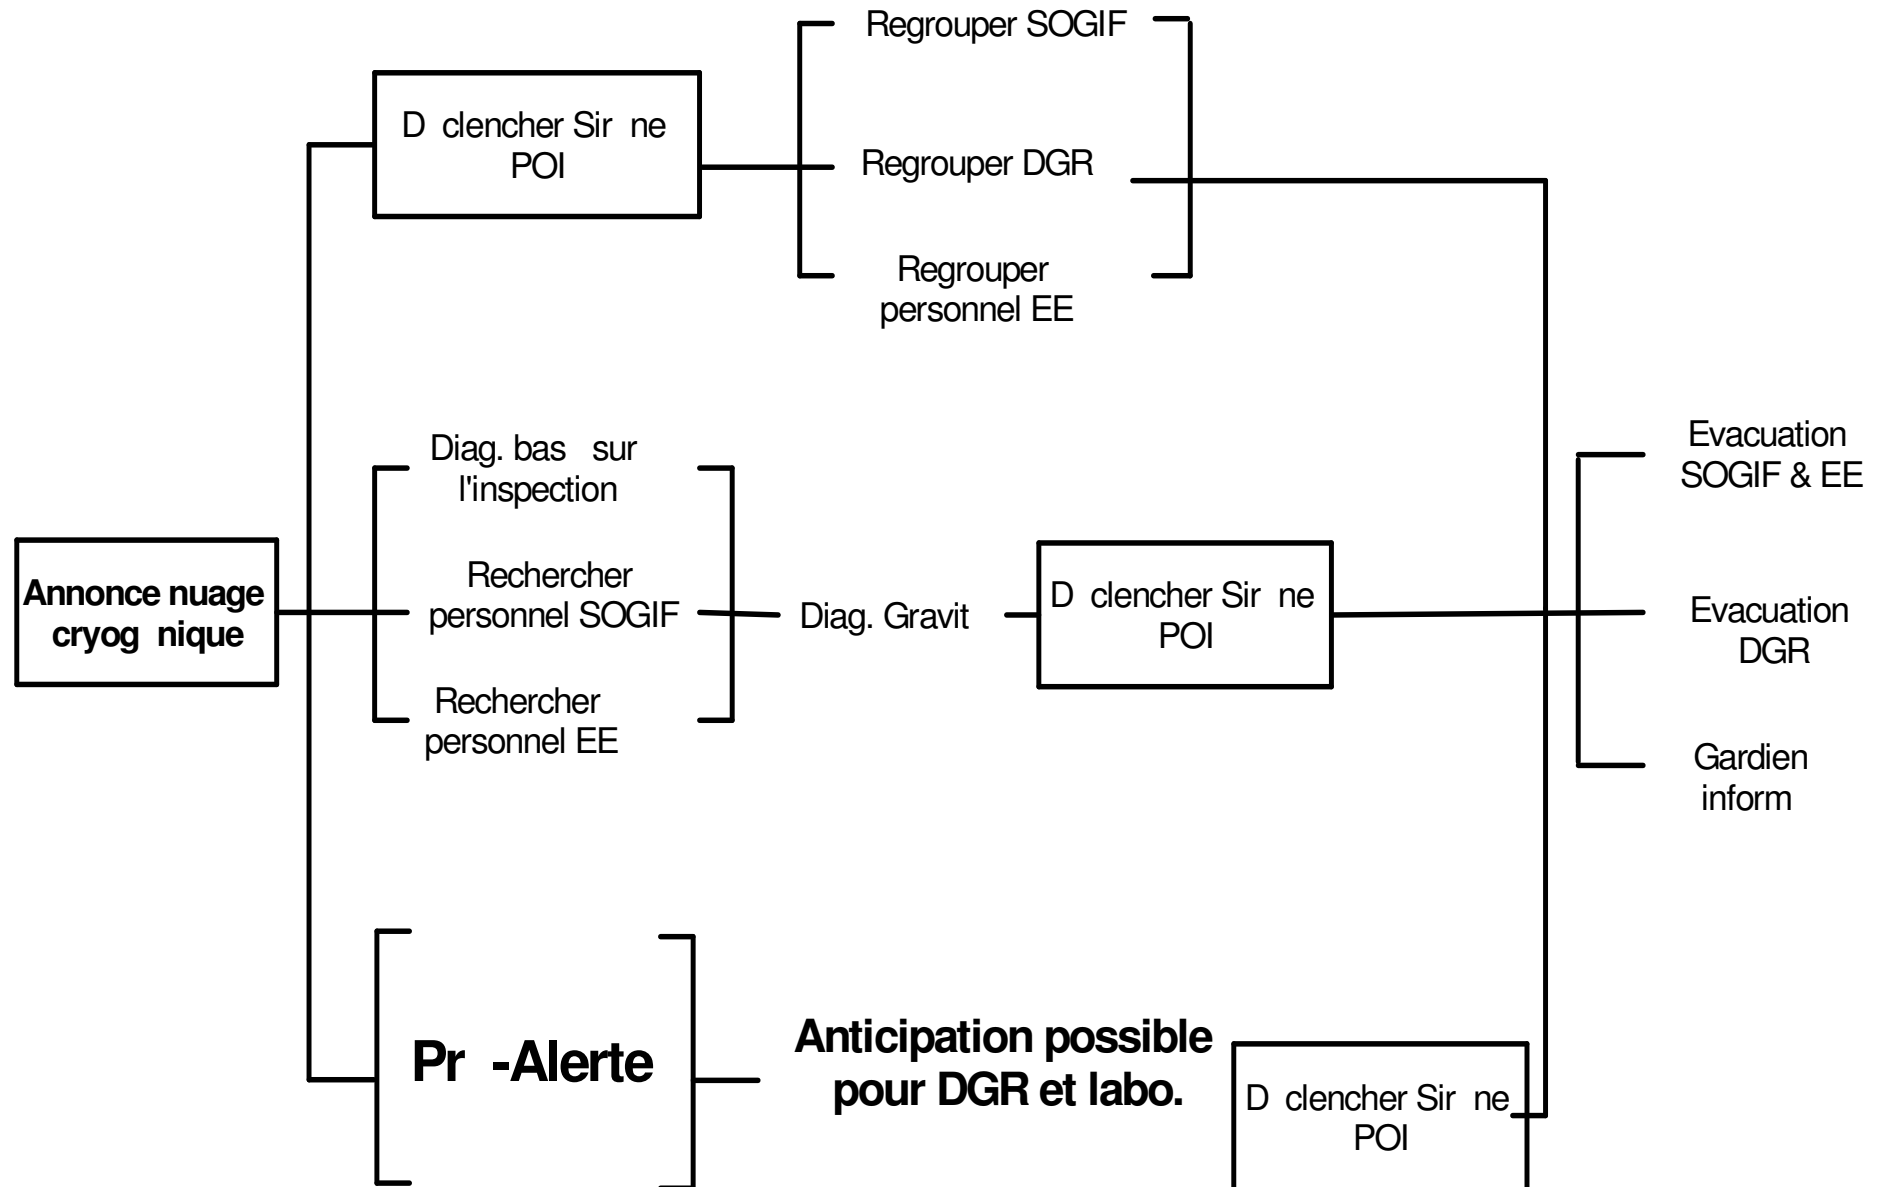 Regrouper SOGIF
D clencher Sir ne
POI
Regrouper DGR
Regrouper
personnel EE
Diag. bas sur
l'inspection
Evacuation
SOGIF & EE
Annonce nuage
cryog nique
Rechercher
personnel SOGIF
Diag. Gravit
D clencher Sir ne
POI
Evacuation
DGR
Rechercher
personnel EE
Gardien
inform
Pr -Alerte
Anticipation possible
pour DGR et labo.
D clencher Sir ne
POI